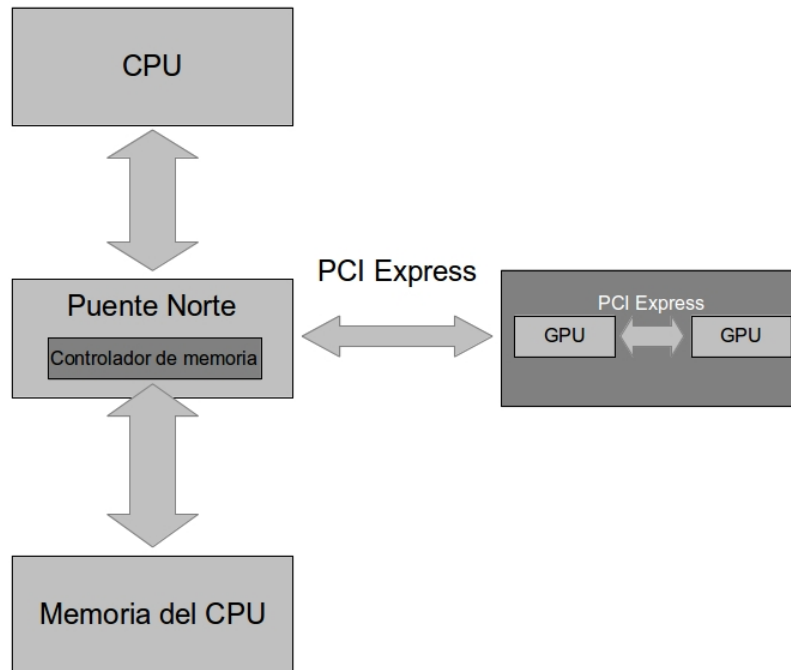 CPU
Puente Norte
Controlador de memoria
PCI Express
PCI Express
GPU
GPU
Memoria del CPU